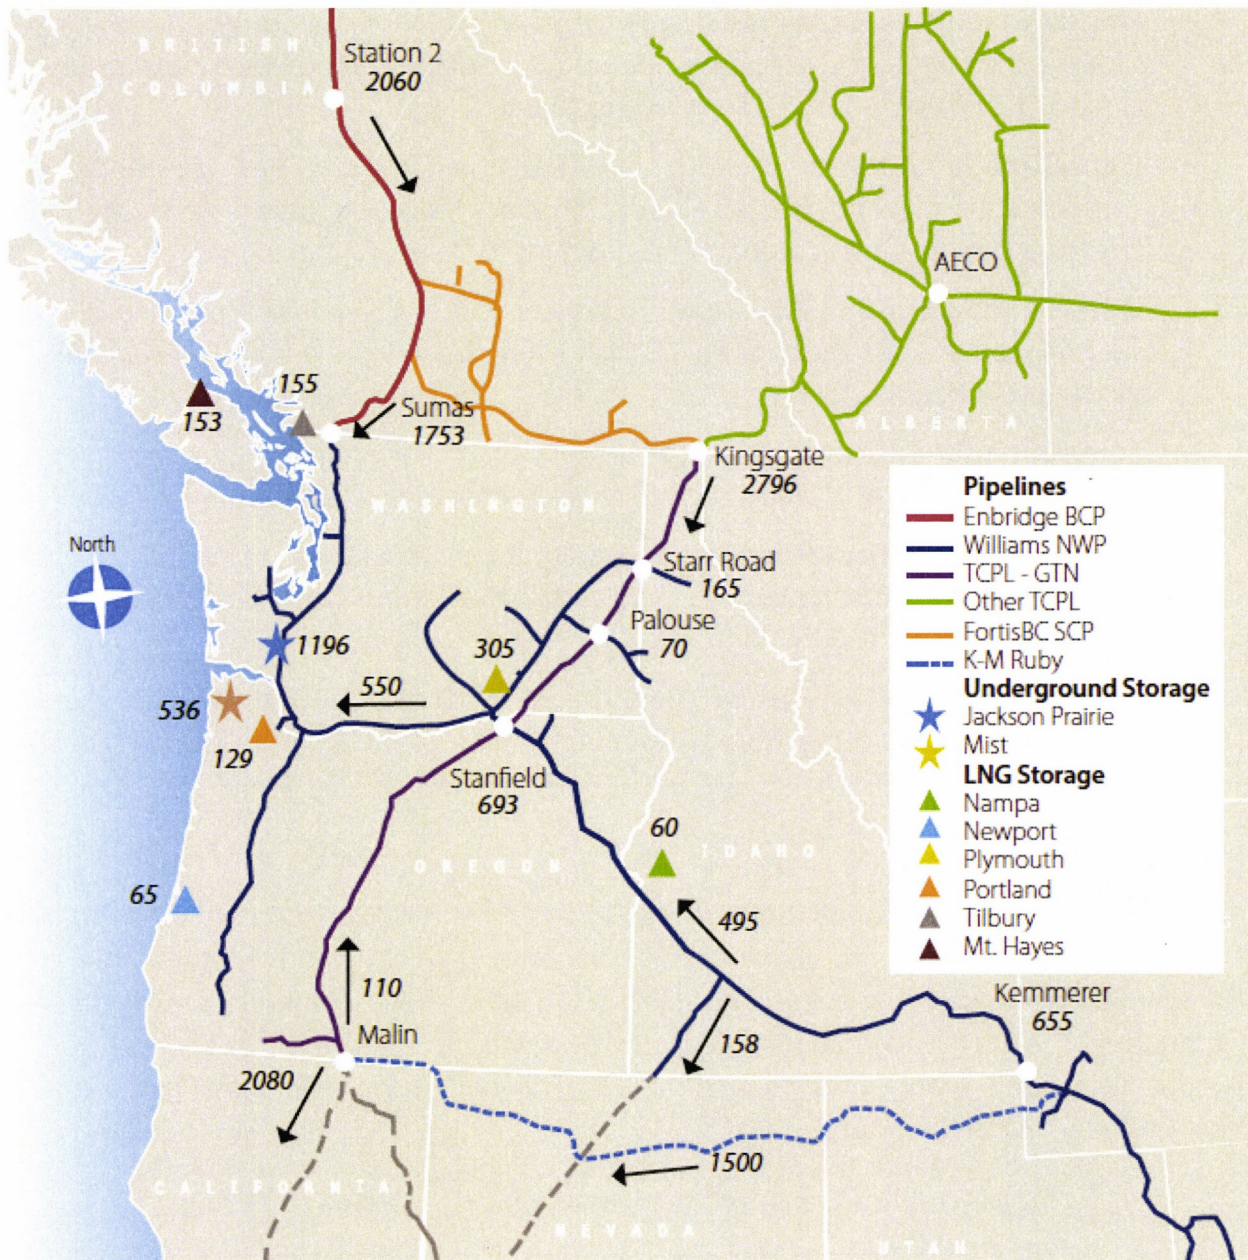 BRITISH
COLUMBIA
Station 2
2060
AECO
155
153
Sumas
1753
ALBERTA
Kingsgate
2796
WASHINGTON
North
Starr Road
165
Palouse
70
1196
305
550
536
129
Stanfield
693
60
OREGON
IDAHO
65
495
110
Malin
158
Kemmerer
655
2080
1500
CALIFORNIA
NEVADA
UTAH
Pipelines
Enbridge BCP
Williams NWP
TCPL - GTN
Other TCPL
FortisBC SCP
K-M Ruby
Underground Storage
Jackson Prairie
Mist
LNG Storage
Nampa
Newport
Plymouth
Portland
Tilbury
Mt. Hayes